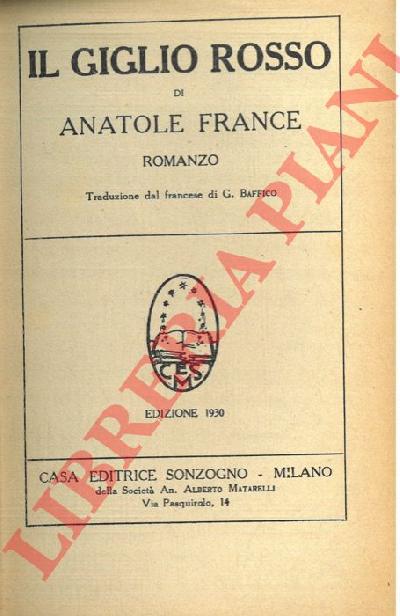 IL GIGLIO ROSSO
DI
ANATOLE FRANCE
ROMANZO
Traduzione dal francese di G. BAFFICO
CEMS
EDIZIONE 1930
CASA EDITRICE SONZOGNO - MILANO
della Società An. ALBERTO MATARELLI
Via Pasquirolo, 14
LIBRERIA PIANI